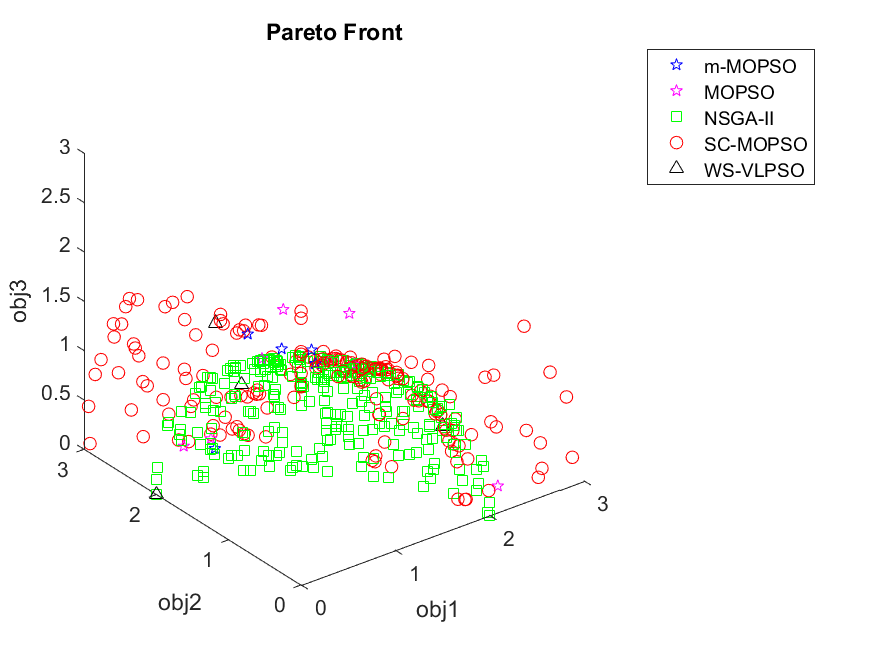 Pareto Front
m-MOPSO
MOPSO
NSGA-II
SC-MOPSO
WS-VLPSO
3
2.5
2
1.5
1
0.5
0
obj3
3
2
1
0
obj2
0
1
2
3
obj1